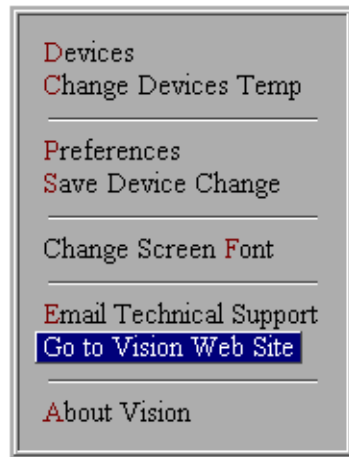 Devices
Change Devices Temp
Preferences
Save Device Change
Change Screen Font
Email Technical Support
Go to Vision Web Site
About Vision